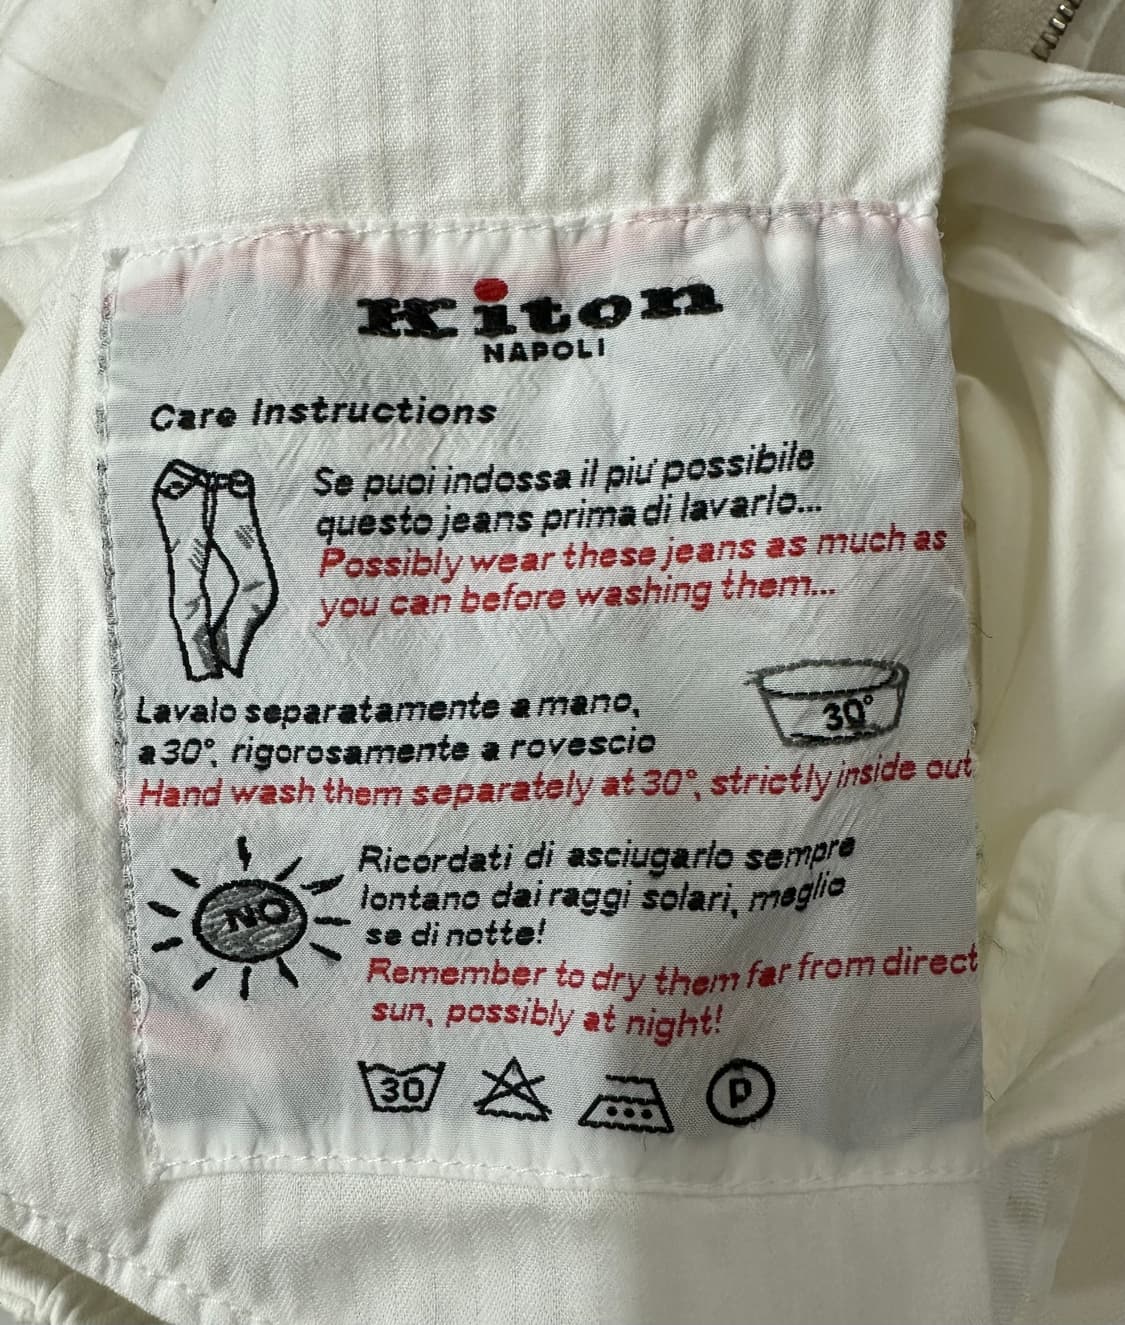 Kiton
NAPOLI
Care Instructions
Se puoi indossa il piu' possibile
questo jeans prima di lavarlo...
Possibly wear these jeans as much as
you can before washing them...
Lavalo separatamente a mano,
a 30°, rigorosamente a rovescio
30°
Hand wash them separately at 30°, strictly inside out
NO
Ricordati di asciugarlo sempre
lontano dai raggi solari, meglio
se di notte!
Remember to dry them far from direct
sun, possibly at night!
30 P